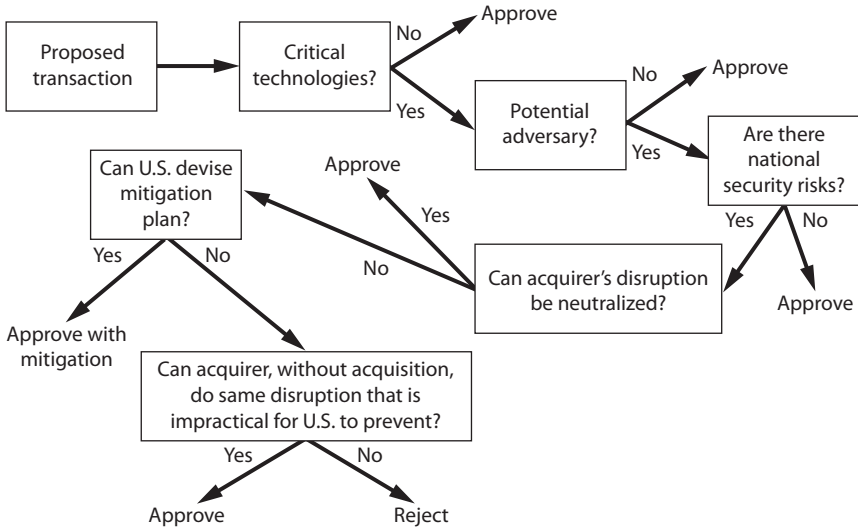 Proposed
transaction
Critical
technologies?
No
Approve
Yes
Potential
adversary?
No
Approve
Yes
Are there
national
security risks?
Yes
No
Approve
Can acquirer’s disruption
be neutralized?
Yes
Approve
No
Can U.S. devise
mitigation
plan?
Yes
No
Approve with
mitigation
Can acquirer, without acquisition,
do same disruption that is
impractical for U.S. to prevent?
Yes
No
Approve
Reject